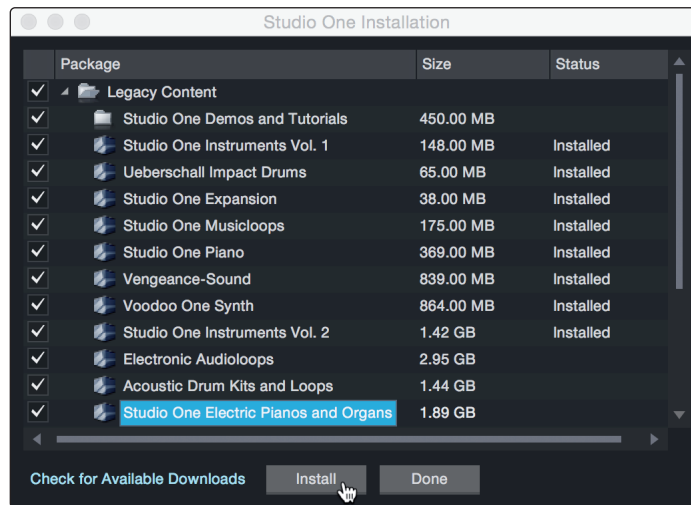 Studio One Installation
Package Size Status
Legacy Content
Studio One Demos and Tutorials 450.00 MB
Studio One Instruments Vol. 1 148.00 MB Installed
Ueberschall Impact Drums 65.00 MB Installed
Studio One Expansion 38.00 MB Installed
Studio One Musicloops 175.00 MB Installed
Studio One Piano 369.00 MB Installed
Vengeance-Sound 839.00 MB Installed
Voodoo One Synth 864.00 MB Installed
Studio One Instruments Vol. 2 1.42 GB Installed
Electronic Audioloops 2.95 GB
Acoustic Drum Kits and Loops 1.44 GB
Studio One Electric Pianos and Organs 1.89 GB
Check for Available Downloads Install Done